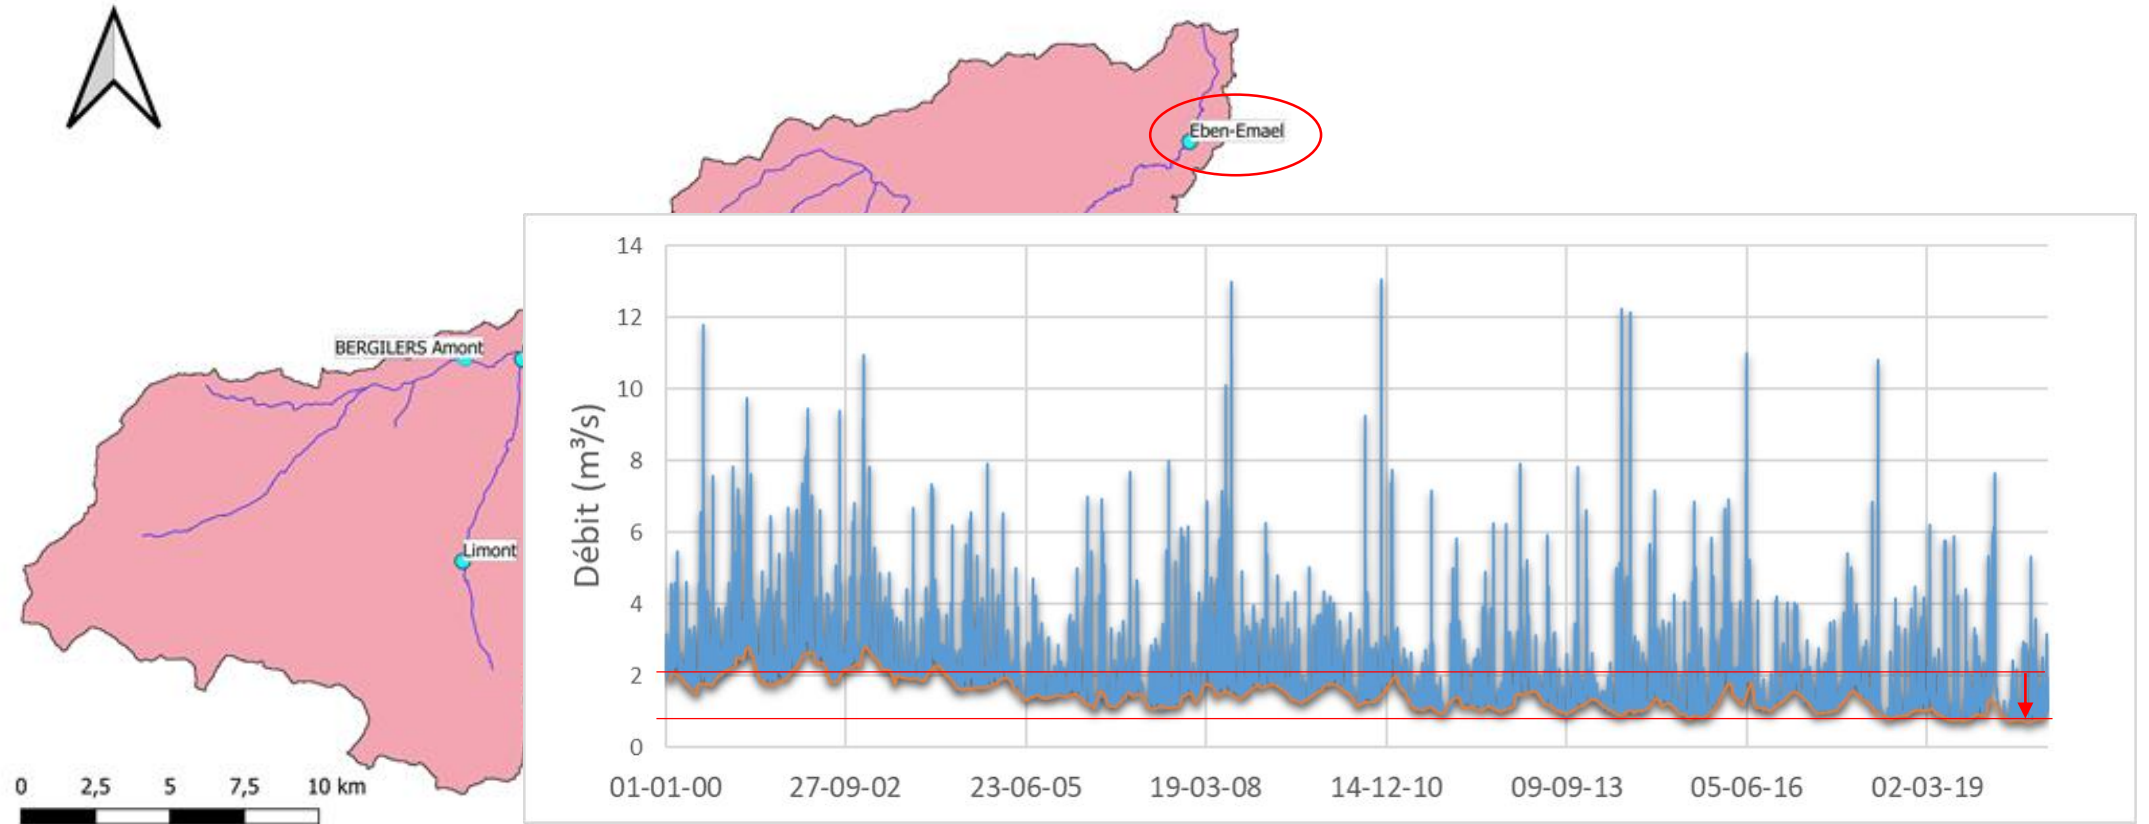 Eben-Emael
BERGILERS Amont
Limont
0 2,5 5 7,5 10 km
Débit (m³/s)
14
12
10
8
6
4
2
0
01-01-00 27-09-02 23-06-05 19-03-08 14-12-10 09-09-13 05-06-16 02-03-19